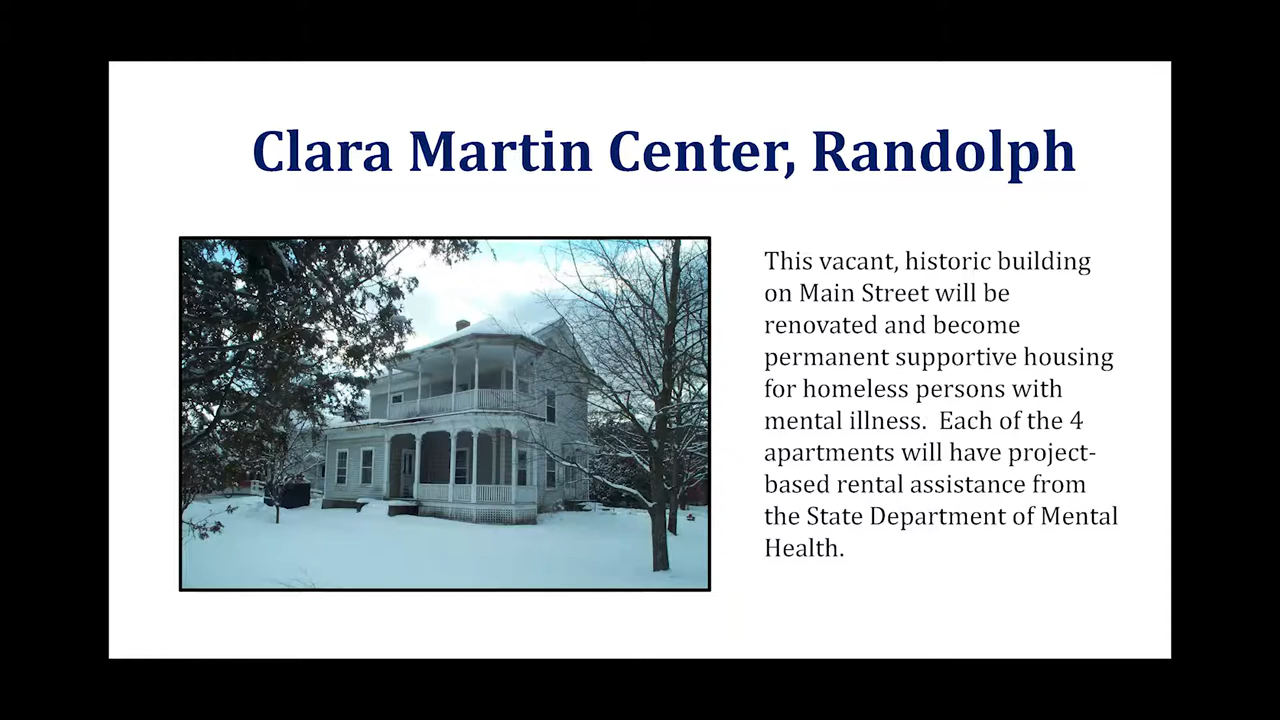 Clara Martin Center, Randolph
This vacant, historic building
on Main Street will be
renovated and become
permanent supportive housing
for homeless persons with
mental illness.  Each of the 4
apartments will have project-
based rental assistance from
the State Department of Mental
Health.